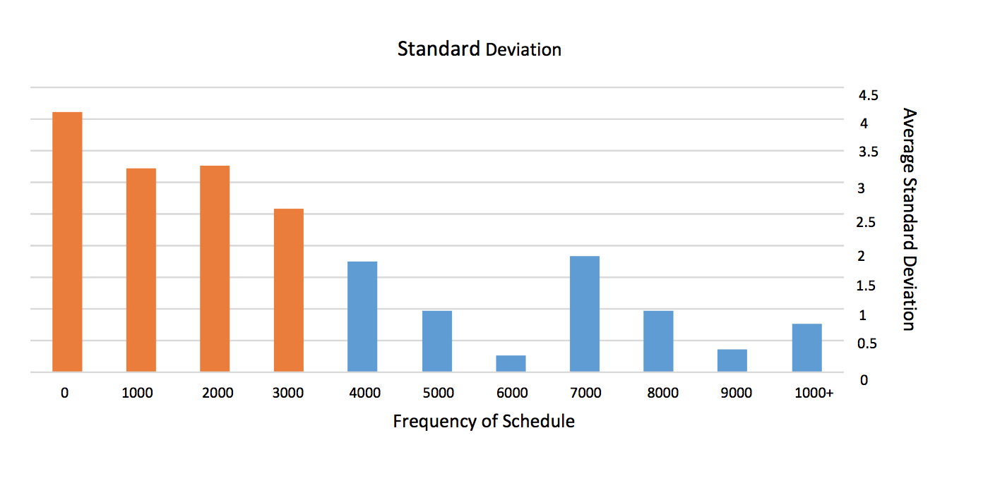 Standard Deviation
4.5
4
3.5
3
2.5
2
1.5
1
0.5
0
Average Standard Deviation
0 1000 2000 3000 4000 5000 6000 7000 8000 9000 1000+
Frequency of Schedule